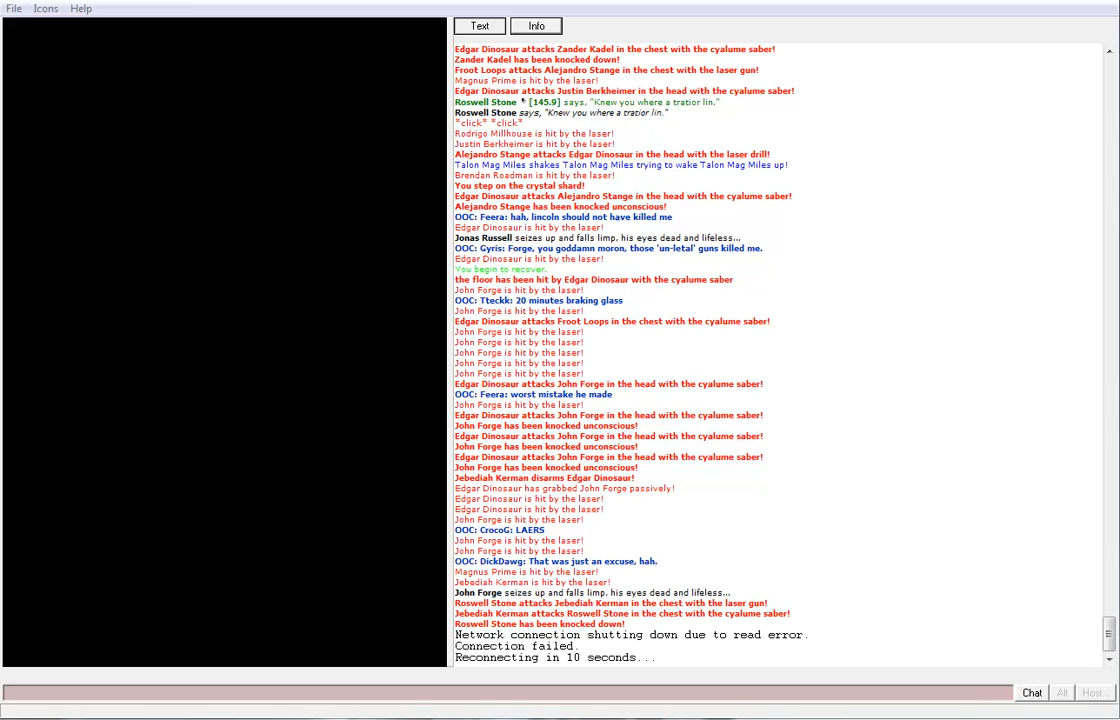 File Icons Help
Text Info
Edgar Dinosaur attacks Zander Kadel in the chest with the cyalume saber!
Zander Kadel has been knocked down!
Froot Loops attacks Alejandro Stange in the chest with the laser gun!
Magnus Prime is hit by the laser!
Edgar Dinosaur attacks Justin Berkheimer in the head with the cyalume saber!
Roswell Stone [145.9] says, "Knew you where a tratior lin."
Roswell Stone says, "Knew you where a tratior lin."
*click* *click*
Rodrigo Millhouse is hit by the laser!
Justin Berkheimer is hit by the laser!
Alejandro Stange attacks Edgar Dinosaur in the head with the laser drill!
Talon Mag Miles shakes Talon Mag Miles trying to wake Talon Mag Miles up!
Brendan Roadman is hit by the laser!
You step on the crystal shard!
Edgar Dinosaur attacks Alejandro Stange in the head with the cyalume saber!
Alejandro Stange has been knocked unconscious!
OOC: Feera: hah, lincoln should not have killed me
Edgar Dinosaur is hit by the laser!
Jonas Russell seizes up and falls limp, his eyes dead and lifeless...
OOC: Gyris: Forge, you goddamn moron, those 'un-letal' guns killed me.
Edgar Dinosaur is hit by the laser!
You begin to recover.
the floor has been hit by Edgar Dinosaur with the cyalume saber
John Forge is hit by the laser!
OOC: Tteckk: 20 minutes braking glass
John Forge is hit by the laser!
Edgar Dinosaur attacks Froot Loops in the chest with the cyalume saber!
John Forge is hit by the laser!
John Forge is hit by the laser!
John Forge is hit by the laser!
John Forge is hit by the laser!
John Forge is hit by the laser!
Edgar Dinosaur attacks John Forge in the head with the cyalume saber!
OOC: Feera: worst mistake he made
John Forge is hit by the laser!
Edgar Dinosaur attacks John Forge in the head with the cyalume saber!
John Forge has been knocked unconscious!
Edgar Dinosaur attacks John Forge in the head with the cyalume saber!
John Forge has been knocked unconscious!
Edgar Dinosaur attacks John Forge in the head with the cyalume saber!
John Forge has been knocked unconscious!
Jebediah Kerman disarms Edgar Dinosaur!
Edgar Dinosaur has grabbed John Forge passively!
Edgar Dinosaur is hit by the laser!
Edgar Dinosaur is hit by the laser!
John Forge is hit by the laser!
OOC: CrocoG: LAERS
John Forge is hit by the laser!
John Forge is hit by the laser!
OOC: DickDawg: That was just an excuse, hah.
Magnus Prime is hit by the laser!
Jebediah Kerman is hit by the laser!
John Forge seizes up and falls limp, his eyes dead and lifeless...
Roswell Stone attacks Jebediah Kerman in the chest with the laser gun!
Jebediah Kerman attacks Roswell Stone in the chest with the cyalume saber!
Roswell Stone has been knocked down!
Network connection shutting down due to read error.
Connection failed.
Reconnecting in 10 seconds...
Chat Alt Host...